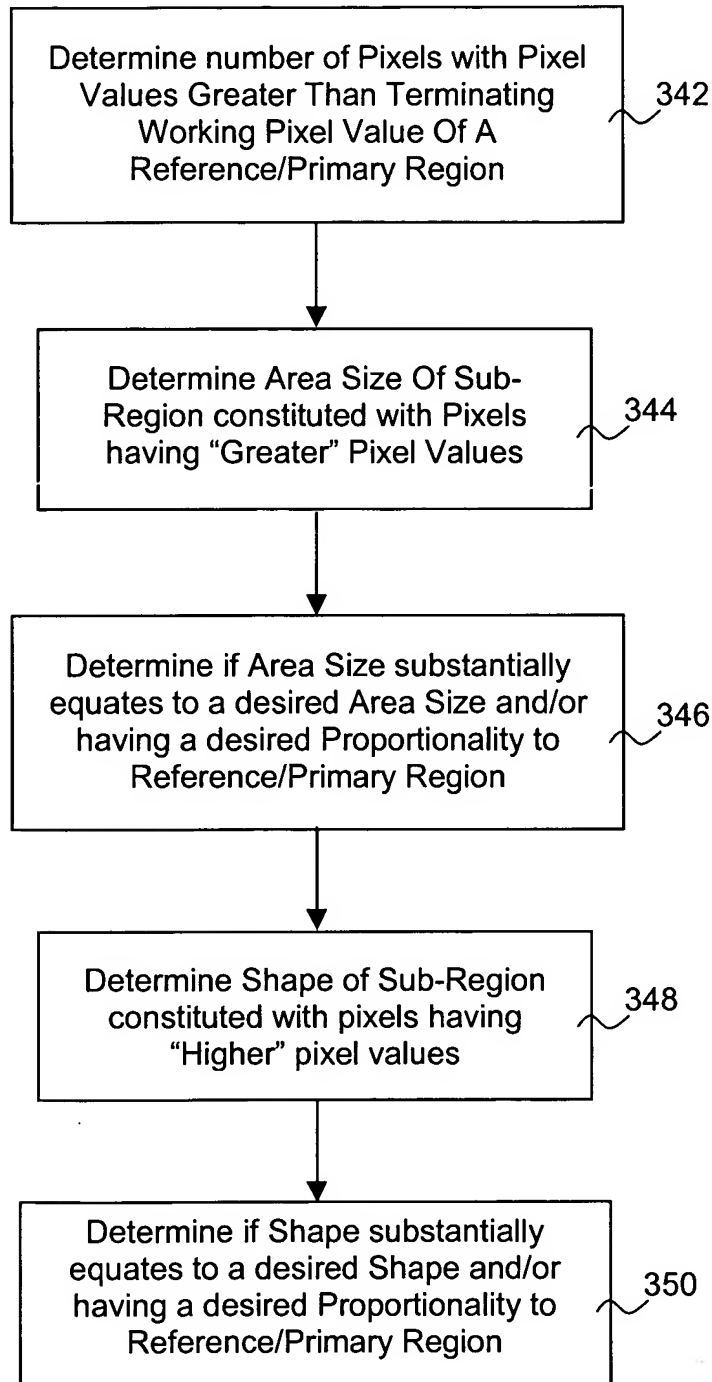 Determine number of Pixels with Pixel
Values Greater Than Terminating
Working Pixel Value Of A
Reference/Primary Region
342
Determine Area Size Of Sub-
Region constituted with Pixels
having “Greater” Pixel Values
344
Determine if Area Size substantially
equates to a desired Area Size and/or
having a desired Proportionality to
Reference/Primary Region
346
Determine Shape of Sub-Region
constituted with pixels having
“Higher” pixel values
348
Determine if Shape substantially
equates to a desired Shape and/or
having a desired Proportionality to
Reference/Primary Region
350